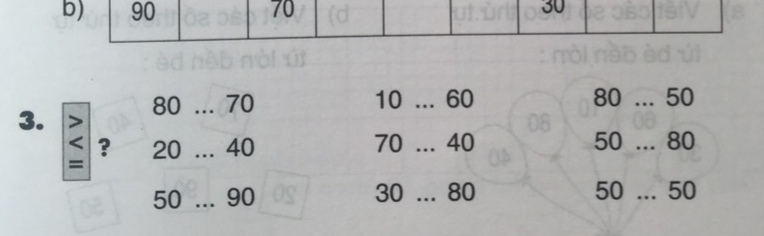 b) 90 70 30
3. > < = ? 80 ... 70 10 ... 60 80 ... 50
20 ... 40 70 ... 40 50 ... 80
50 ... 90 30 ... 80 50 ... 50